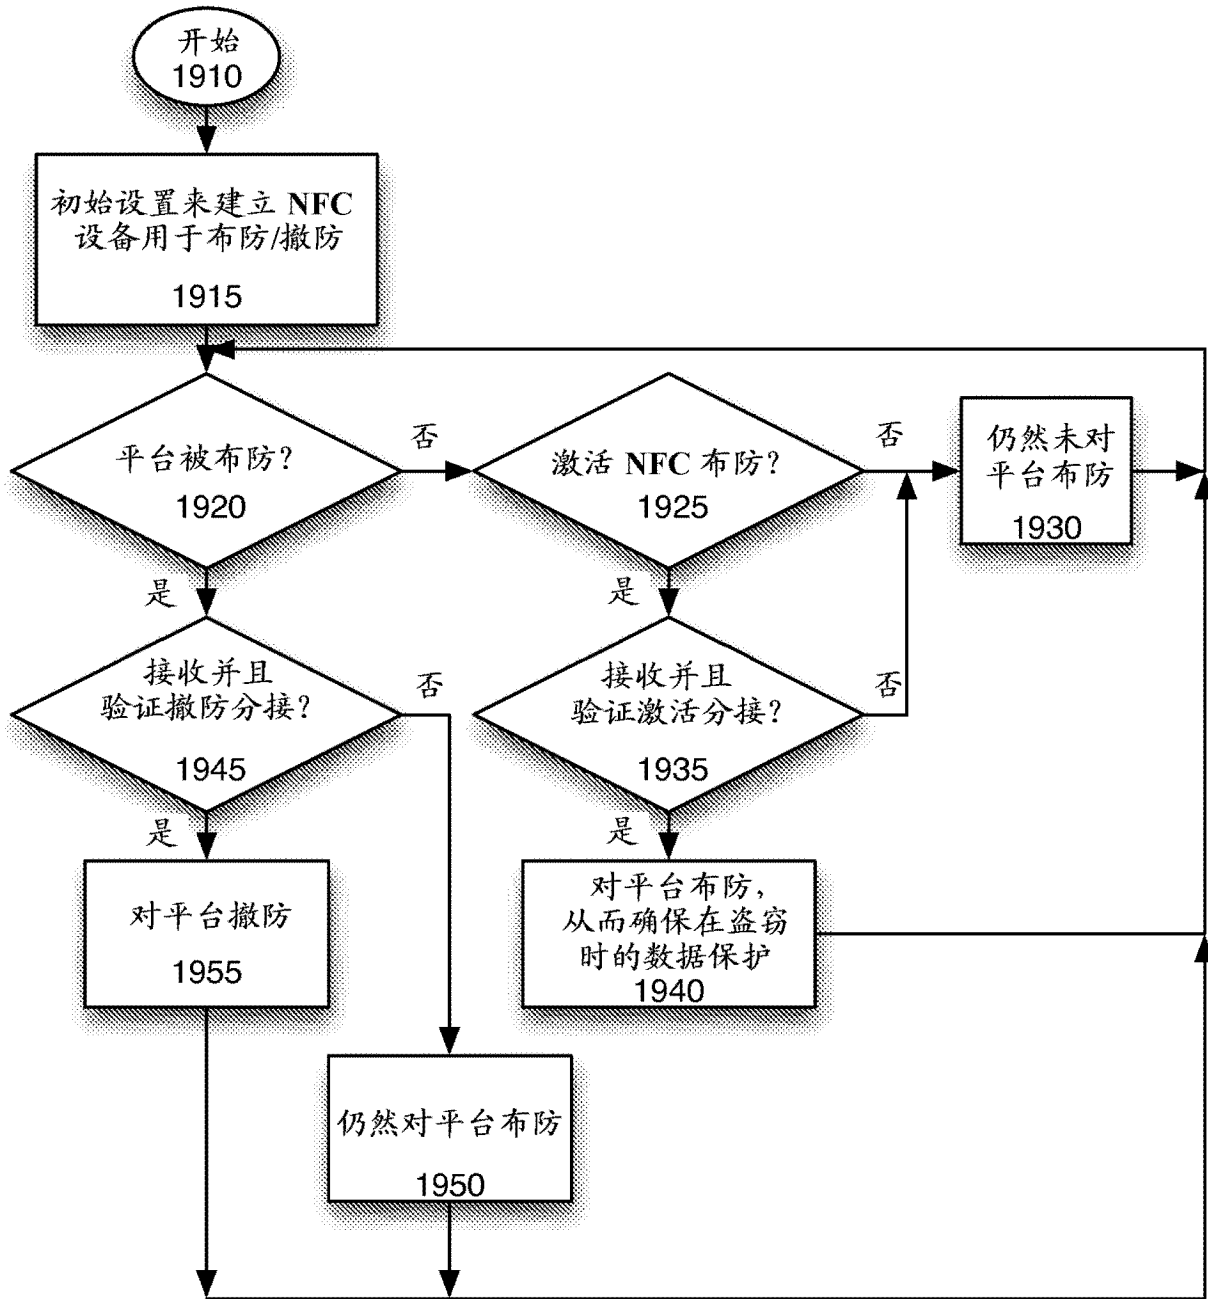 开始
1910
初始设置来建立 NFC
设备用于布防/撤防
1915
平台被布防?
1920
否
是
激活 NFC 布防?
1925
否
是
仍然未对
平台布防
1930
接收并且
验证撤防分接?
1945
否
是
接收并且
验证激活分接?
1935
否
是
对平台撤防
1955
对平台布防,
从而确保在盗窃
时的数据保护
1940
仍然对平台布防
1950